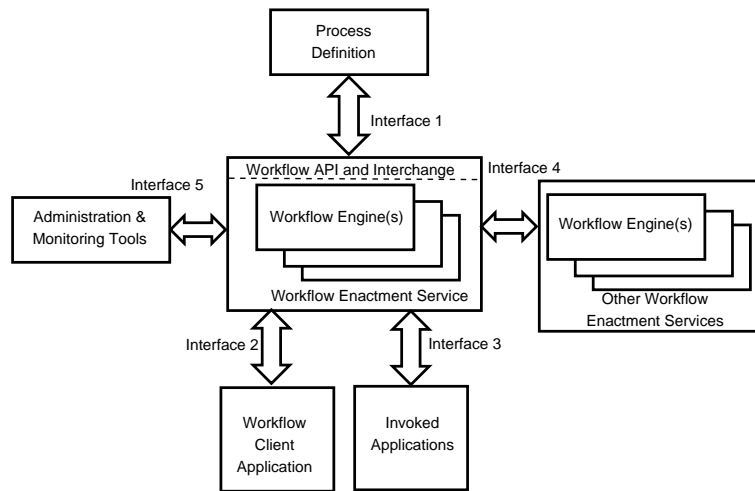 Process
Definition
Interface 1
Workflow API and Interchange
Interface 4
Interface 5
Administration &
Monitoring Tools
Workflow Engine(s)
Workflow Engine(s)
Workflow Enactment Service
Other Workflow
Enactment Services
Interface 2
Interface 3
Workflow
Client
Application
Invoked
Applications